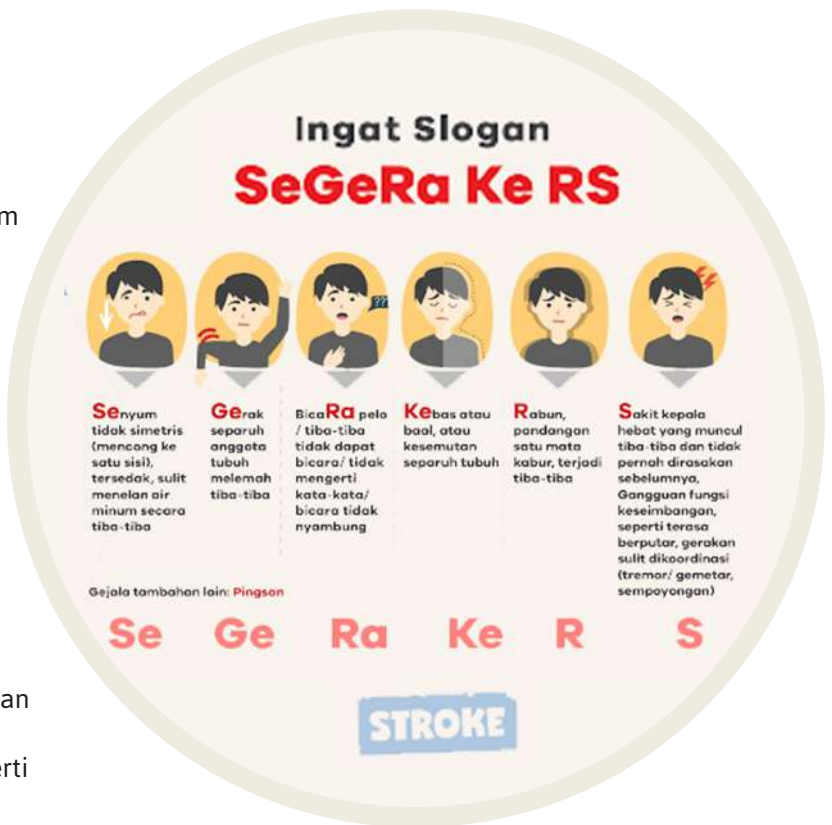 Ingat Slogan
SeGeRa Ke RS
m
??
Senyum
tidak simetris
(mencong ke
satu sisi),
tersedak, sulit
menelan air
minum secara
tiba-tiba
Gerak
separuh
anggota
tubuh
melemah
tiba-tiba
BicaRa pelo
/ tiba-tiba
tidak dapat
bicara/ tidak
mengerti
kata-kata/
bicara tidak
nyambung
Kebas atau
baal, atau
kesemutan
separuh tubuh
Rabun,
pandangan
satu mata
kabur, terjadi
tiba-tiba
Sakit kepala
hebat yang muncul
tiba-tiba dan tidak
pernah dirasakan
sebelumnya,
Gangguan fungsi
keseimbangan,
seperti terasa
berputar, gerakan
sulit dikoordinasi
(tremor/ gemetar,
sempoyongan)
Gejala tambahan lain: Pingsan
Se Ge Ra Ke R S
an
STROKE
erti